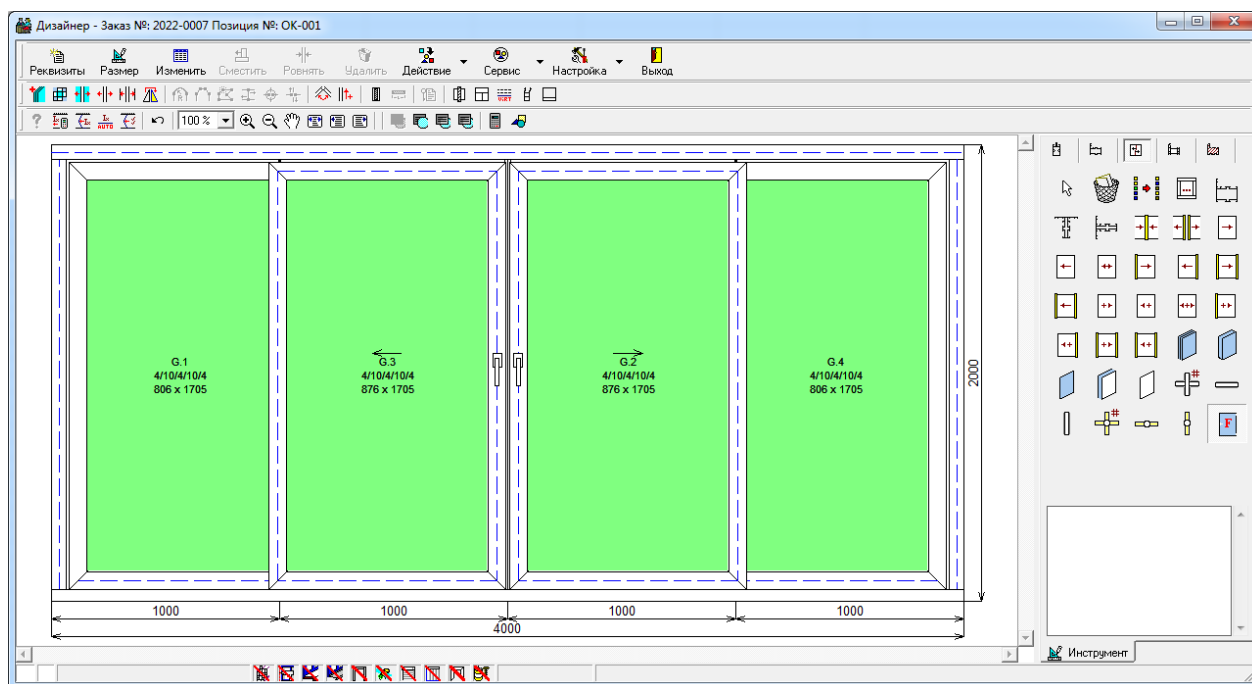 Дизайнер - Заказ №: 2022-0007 Позиция №: ОК-001
Реквизиты Размер Изменить Сместить Ровнять Удалить Действие Сервис Настройка Выход
100 %
G.1
4/10/4/10/4
806 x 1705
G.3
4/10/4/10/4
876 x 1705
G.2
4/10/4/10/4
876 x 1705
G.4
4/10/4/10/4
806 x 1705
2000
1000 1000 1000 1000
4000
F
Инструмент